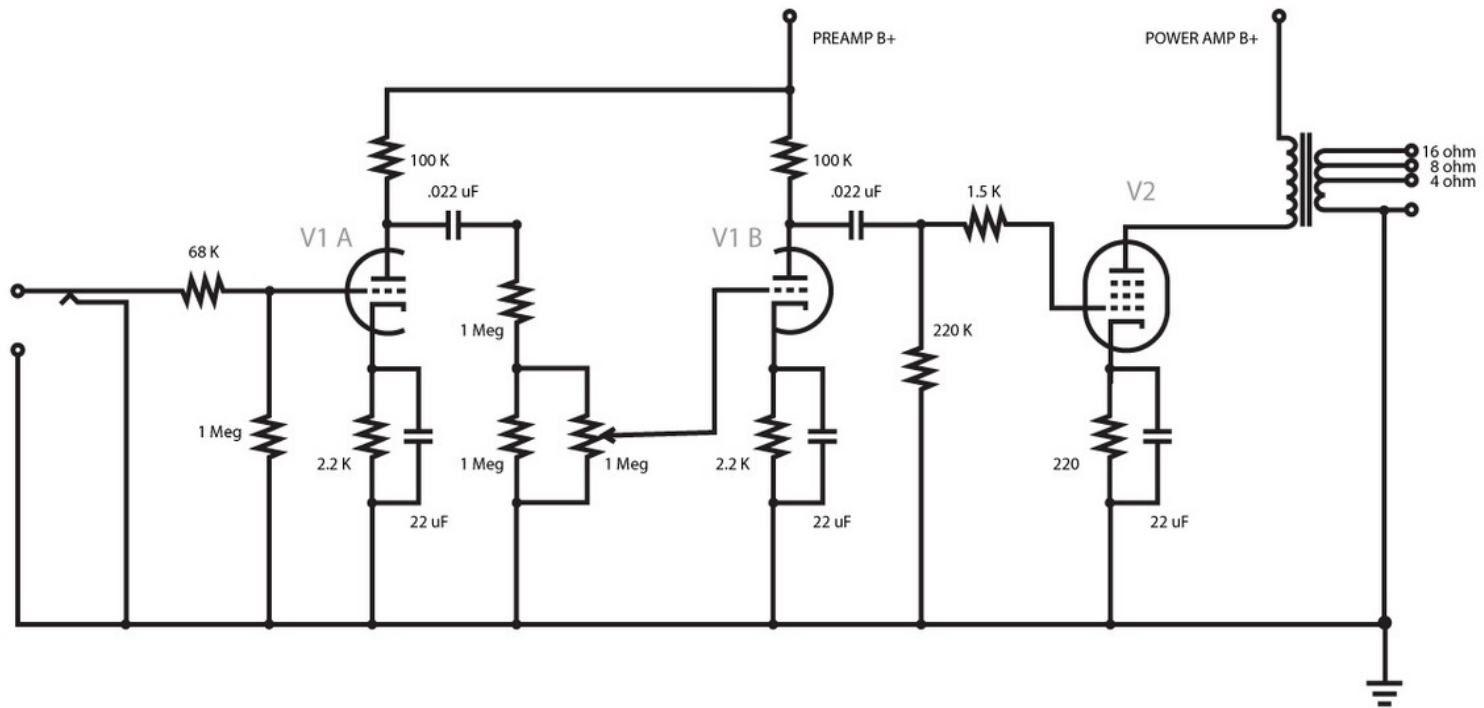 PREAMP B+
POWER AMP B+
100 K
100 K
16 ohm
8 ohm
4 ohm
.022 uF
.022 uF
1.5 K
V2
V1 A
V1 B
68 K
1 Meg
220 K
1 Meg
2.2 K
1 Meg
1 Meg
2.2 K
220
22 uF
22 uF
22 uF